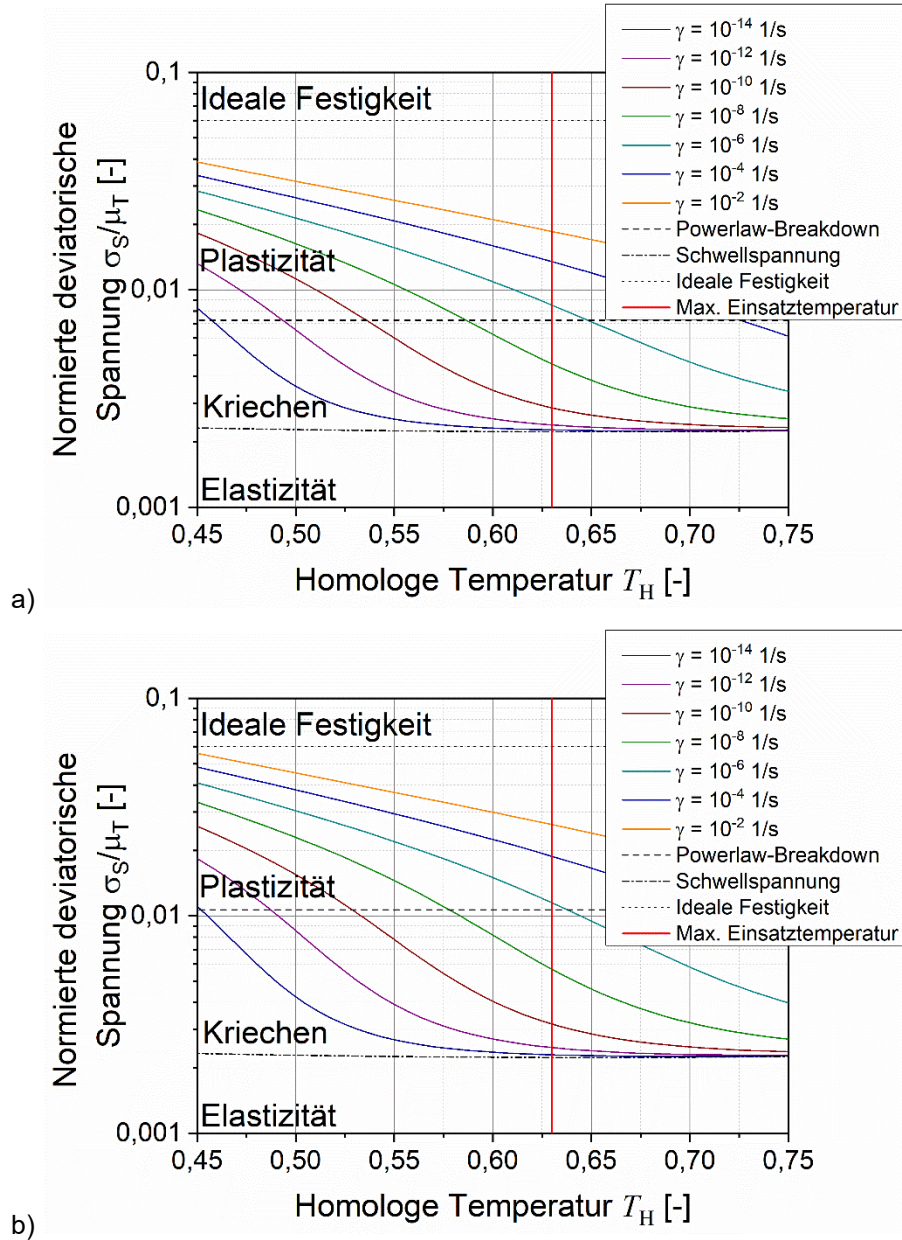 γ = 10⁻¹⁴ 1/s
γ = 10⁻¹² 1/s
γ = 10⁻¹⁰ 1/s
γ = 10⁻⁸ 1/s
γ = 10⁻⁶ 1/s
γ = 10⁻⁴ 1/s
γ = 10⁻² 1/s
Powerlaw-Breakdown
Schwellspannung
Ideale Festigkeit
Max. Einsatztemperatur
0,1
0,01
0,001
Normierte deviatorische
Spannung σS/μT [-]
Ideale Festigkeit
Plastizität
Kriechen
Elastizität
0,45 0,50 0,55 0,60 0,65 0,70 0,75
Homologe Temperatur TH [-]
a)
γ = 10⁻¹⁴ 1/s
γ = 10⁻¹² 1/s
γ = 10⁻¹⁰ 1/s
γ = 10⁻⁸ 1/s
γ = 10⁻⁶ 1/s
γ = 10⁻⁴ 1/s
γ = 10⁻² 1/s
Powerlaw-Breakdown
Schwellspannung
Ideale Festigkeit
Max. Einsatztemperatur
0,1
0,01
0,001
Normierte deviatorische
Spannung σS/μT [-]
Ideale Festigkeit
Plastizität
Kriechen
Elastizität
0,45 0,50 0,55 0,60 0,65 0,70 0,75
Homologe Temperatur TH [-]
b)